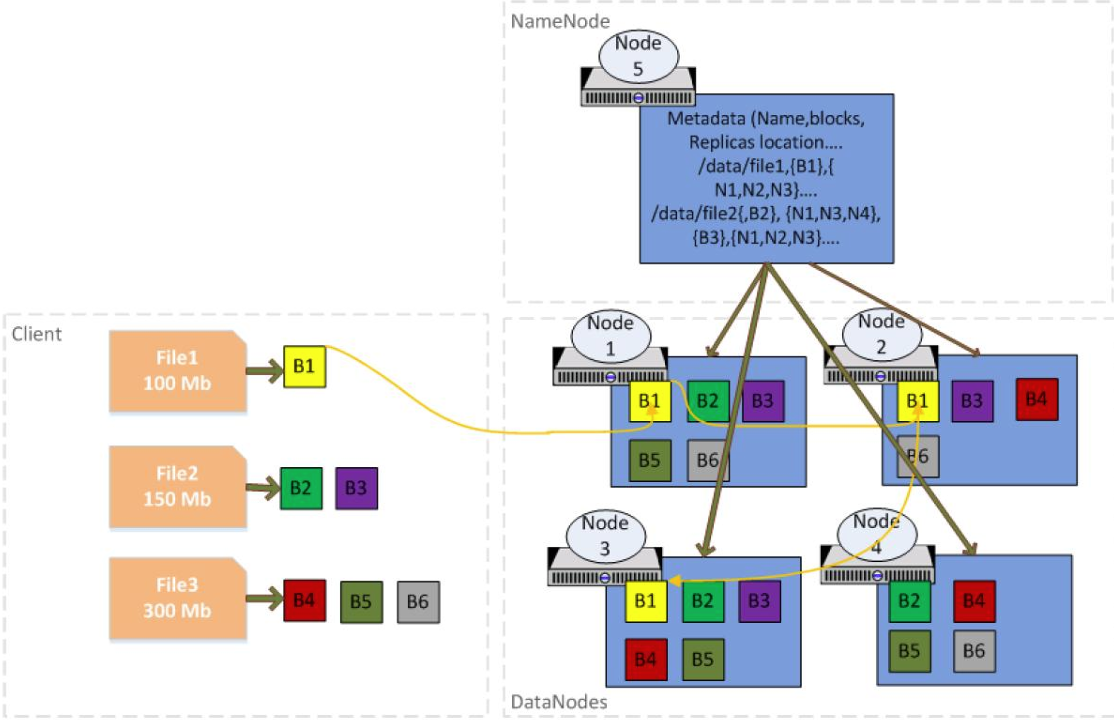 NameNode
Node
5
Metadata (Name,blocks,
Replicas location....
/data/file1,{B1},{
N1,N2,N3}....
/data/file2{,B2}, {N1,N3,N4},
{B3},{N1,N2,N3}....
Client
File1
100 Mb
B1
File2
150 Mb
B2
B3
File3
300 Mb
B4
B5
B6
Node
1
B1
B2
B3
B5
B6
Node
2
B1
B3
B4
B6
Node
3
B1
B2
B3
B4
B5
Node
4
B2
B4
B5
B6
DataNodes